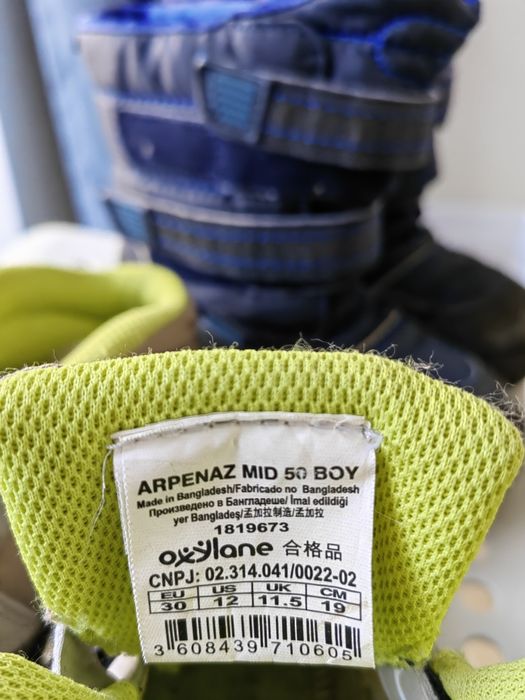 ARPENAZ MID 50 BOY
Made in Bangladesh/Fabricado no Bangladesh
Произведено в Бангладеше/ İmal edildiği
yer Bangladeş/孟加拉制造/孟加拉
1819673
oxylane 合格品
CNPJ: 02.314.041/0022-02
EU US UK CM
30 12 11.5 19
3 608439 710605